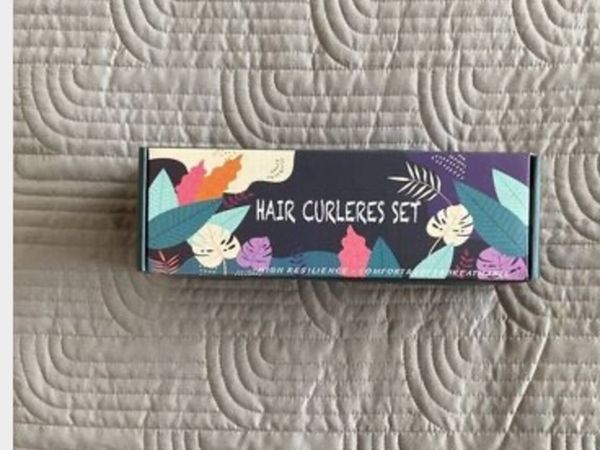 HAIR CURLERES SET
HIGH RESILIENCE - COMFORTABLE BREATHABLE